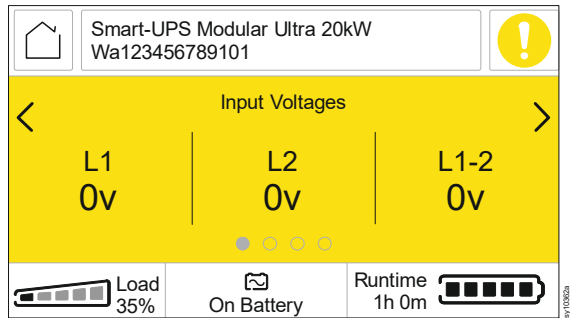 Smart-UPS Modular Ultra 20kW
Wa123456789101
!
Input Voltages
L1
0v
L2
0v
L1-2
0v
Load
35%
On Battery
Runtime
1h 0m
sy10362a